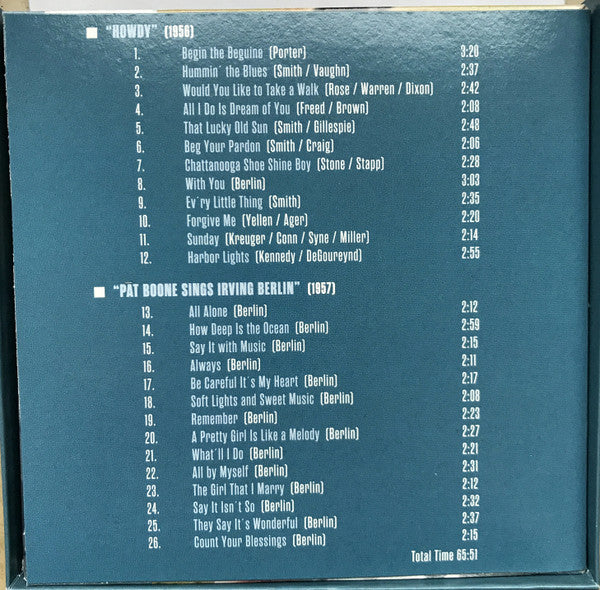 "HOWDY" (1956)
1. Begin the Beguine (Porter) 3:20
2. Hummin' the Blues (Smith / Vaughn) 2:37
3. Would You Like to Take a Walk (Rose / Warren / Dixon) 2:42
4. All I Do Is Dream of You (Freed / Brown) 2:08
5. That Lucky Old Sun (Smith / Gillespie) 2:48
6. Beg Your Pardon (Smith / Craig) 2:06
7. Chattanooga Shoe Shine Boy (Stone / Stapp) 2:28
8. With You (Berlin) 3:03
9. Ev'ry Little Thing (Smith) 2:35
10. Forgive Me (Yellen / Ager) 2:20
11. Sunday (Kreuger / Conn / Syne / Miller) 2:14
12. Harbor Lights (Kennedy / DeGoureynd) 2:55
"PAT BOONE SINGS IRVING BERLIN" (1957)
13. All Alone (Berlin) 2:12
14. How Deep Is the Ocean (Berlin) 2:59
15. Say It with Music (Berlin) 2:15
16. Always (Berlin) 2:11
17. Be Careful It's My Heart (Berlin) 2:17
18. Soft Lights and Sweet Music (Berlin) 2:08
19. Remember (Berlin) 2:23
20. A Pretty Girl Is Like a Melody (Berlin) 2:27
21. What'll I Do (Berlin) 2:21
22. All by Myself (Berlin) 2:31
23. The Girl That I Marry (Berlin) 2:12
24. Say It Isn't So (Berlin) 2:32
25. They Say It's Wonderful (Berlin) 2:37
26. Count Your Blessings (Berlin) 2:15
Total Time 65:51